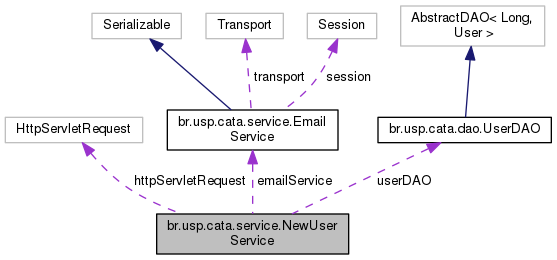 Serializable
Transport
Session
AbstractDAO< Long,
User >
transport
session
HttpServletRequest
br.usp.cata.service.Email
Service
br.usp.cata.dao.UserDAO
httpServletRequest
emailService
userDAO
br.usp.cata.service.NewUser
Service